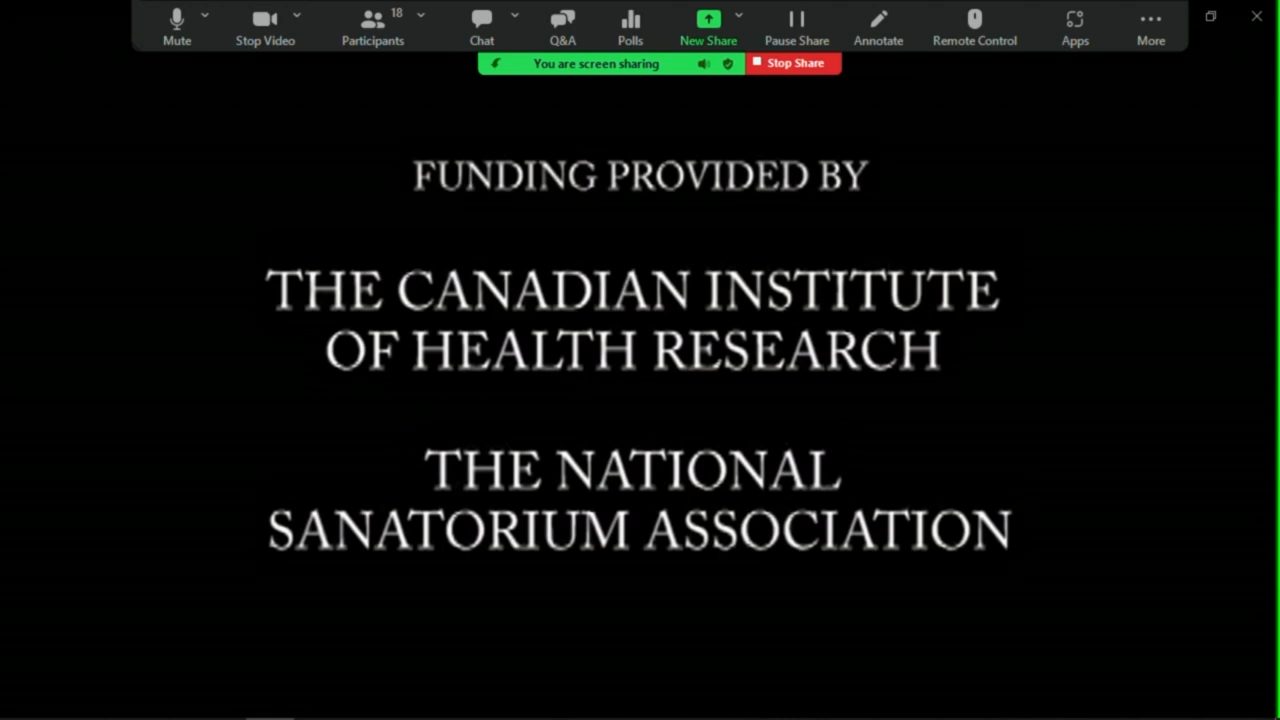 Mute
Stop Video
Participants
18
Chat
Q&A
Polls
New Share
Pause Share
Annotate
Remote Control
Apps
More
You are screen sharing
Stop Share
FUNDING PROVIDED BY
THE CANADIAN INSTITUTE
OF HEALTH RESEARCH
THE NATIONAL
SANATORIUM ASSOCIATION